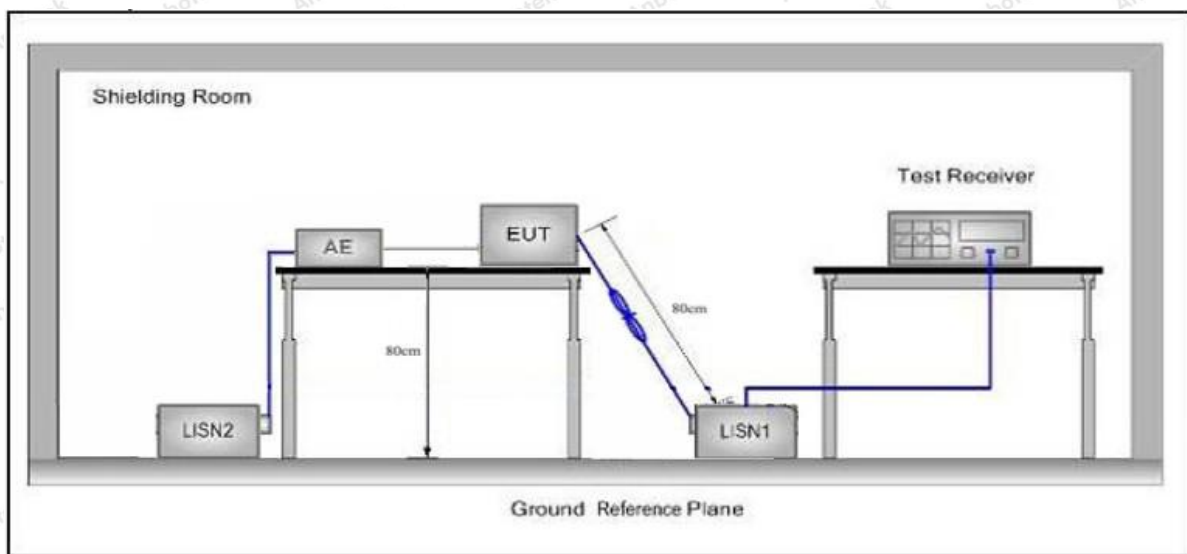 Shielding Room
Test Receiver
AE
EUT
80cm
80cm
LISN2
LISN1
Ground Reference Plane